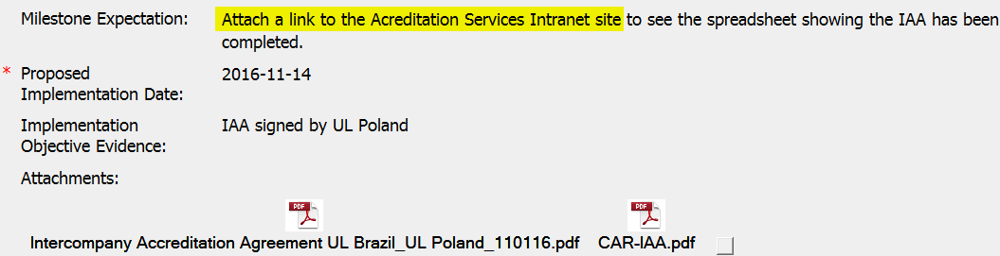 Milestone Expectation: Attach a link to the Acreditation Services Intranet site to see the spreadsheet showing the IAA has been
completed.
* Proposed 2016-11-14
Implementation Date:
Implementation IAA signed by UL Poland
Objective Evidence:
Attachments:
PDF PDF
Intercompany Accreditation Agreement UL Brazil_UL Poland_110116.pdf CAR-IAA.pdf